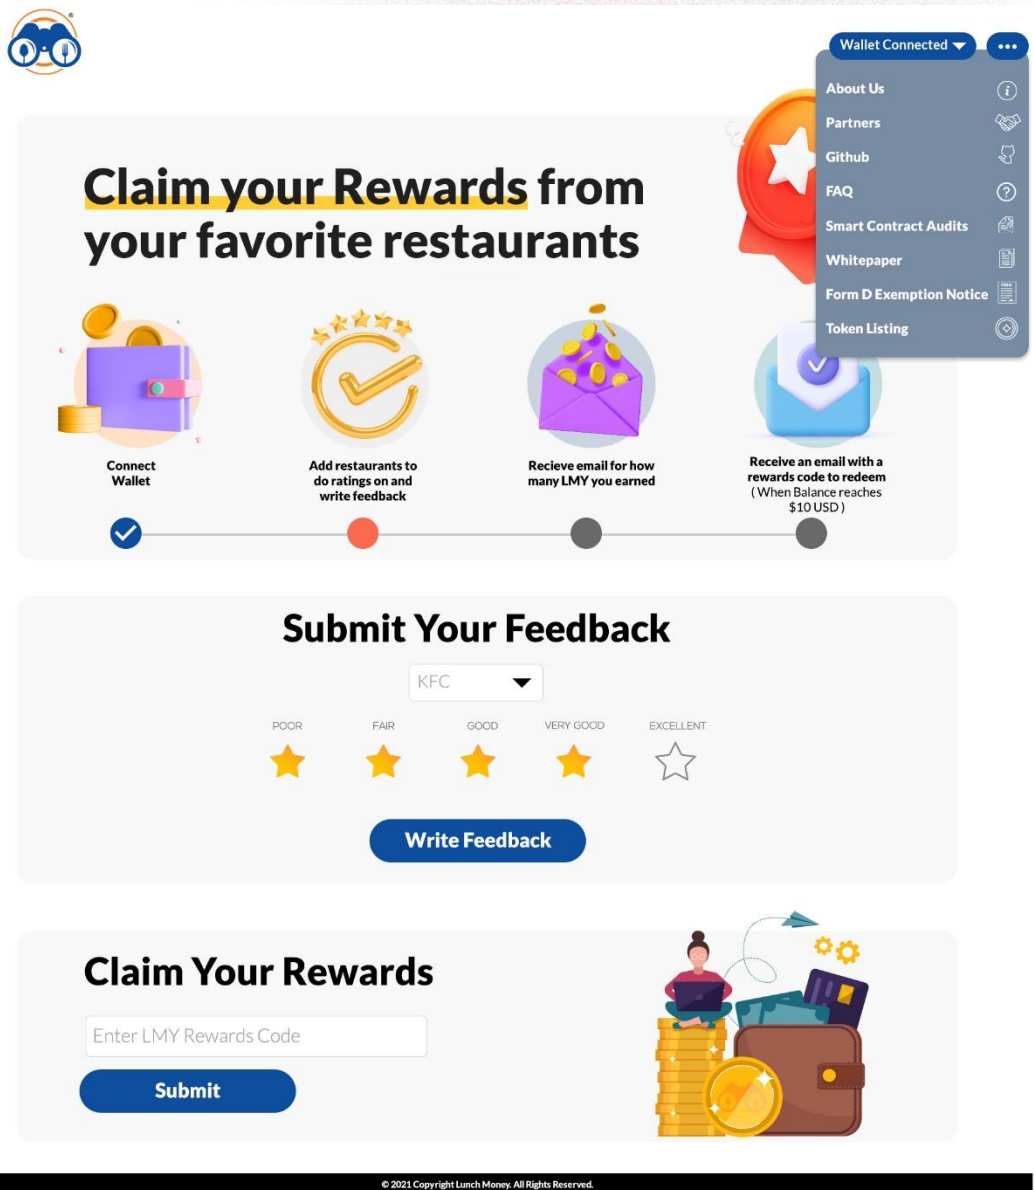 Wallet Connected
About Us
Partners
Github
FAQ
Smart Contract Audits
Whitepaper
Form D Exemption Notice
Token Listing
Claim your Rewards from
your favorite restaurants
Connect
Wallet
Add restaurants to
do ratings on and
write feedback
Recieve email for how
many LMY you earned
Receive an email with a
rewards code to redeem
( When Balance reaches
$10 USD )
Submit Your Feedback
KFC
POOR FAIR GOOD VERY GOOD EXCELLENT
Write Feedback
Claim Your Rewards
Enter LMY Rewards Code
Submit
© 2021 Copyright Lunch Money. All Rights Reserved.